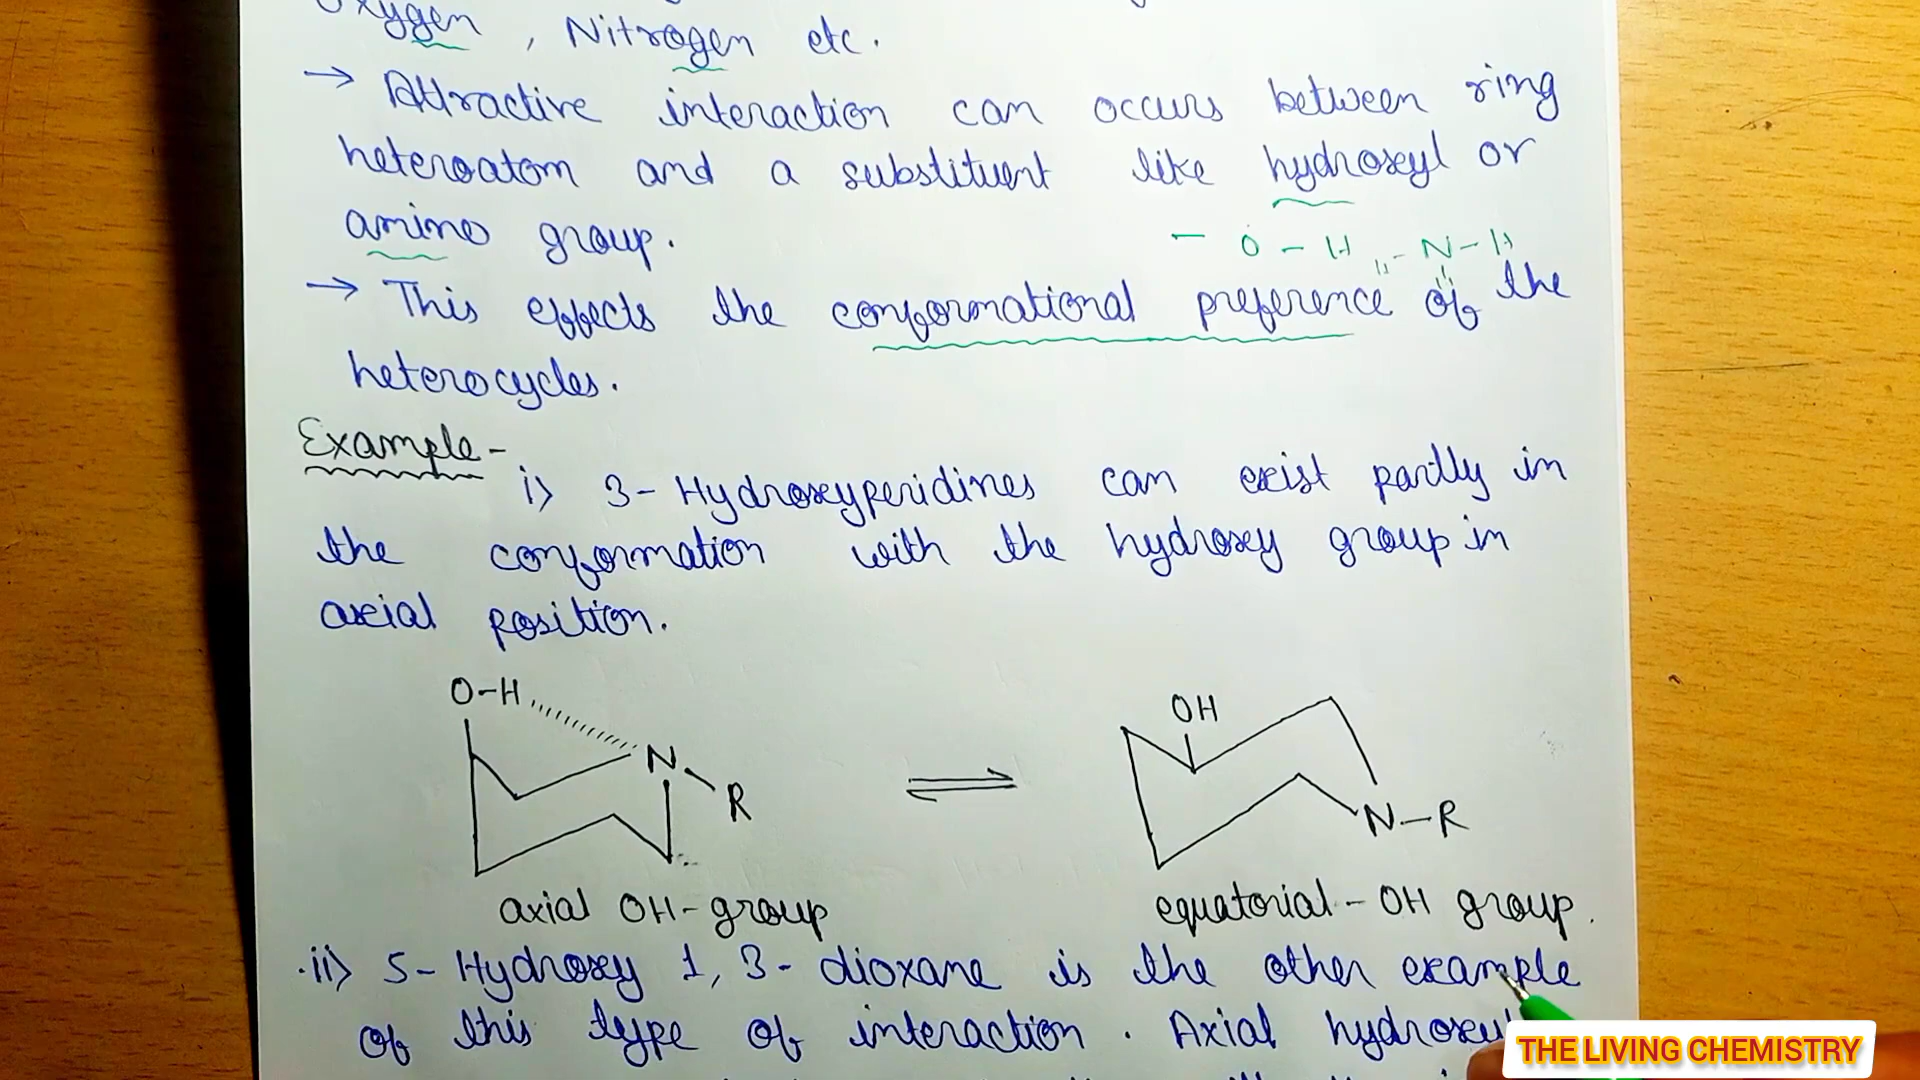 Oxygen, Nitrogen etc.
→ Attractive interaction can occurs between ring
heteroatom and a substituent like hydroxyl or
amino group.
- O - H - N - H
→ This effects the conformational preference of the
heterocycles.
Example -
i) 3-Hydroxyperidines can exist partly in
the conformation with the hydroxy group in
axial position.
O-H
N
R
OH
N-R
axial OH-group
equatorial - OH group.
ii) 5-Hydroxy 1, 3-dioxane is the other example
of this type of interaction. Axial hydroxyl
THE LIVING CHEMISTRY